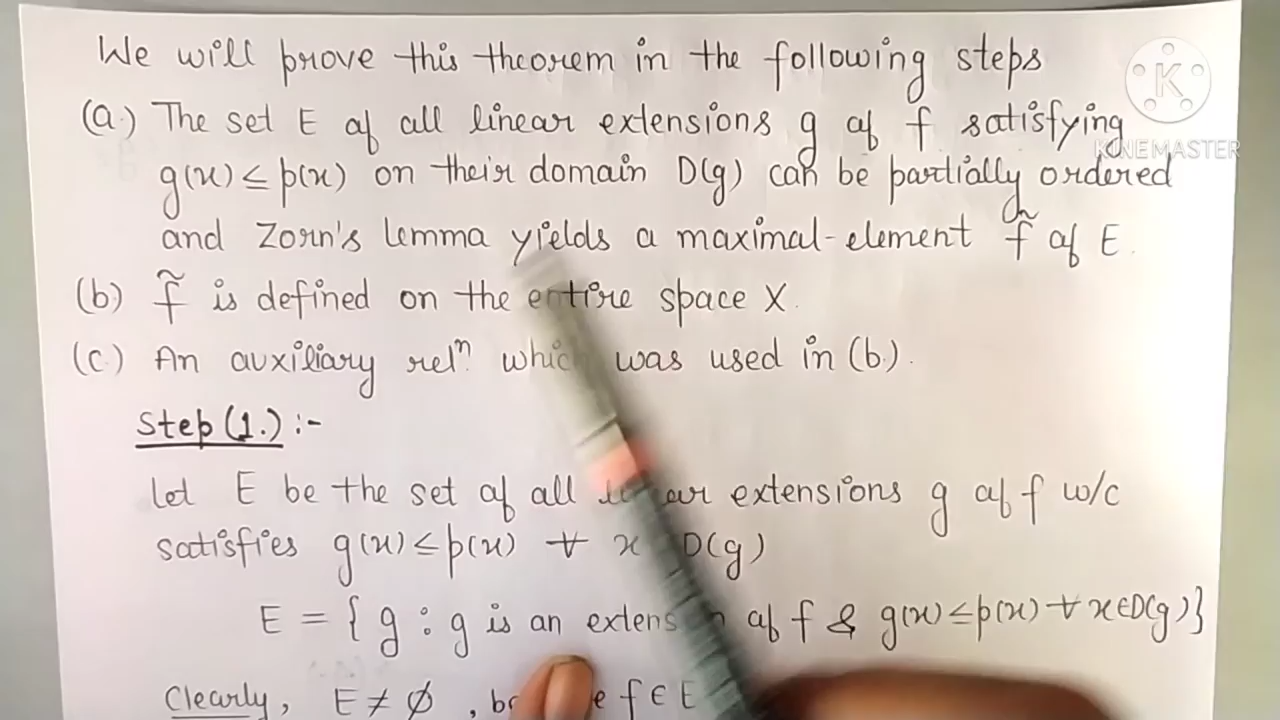 We will prove this theorem in the following steps
K
KINEMASTER
(a.) The set E of all linear extensions g of f satisfying
g(x) ≤ p(x) on their domain D(g) can be partially ordered
and Zorn's lemma yields a maximal-element f̃ of E.
(b) f̃ is defined on the entire space X.
(c) An auxiliary relⁿ. which was used in (b.).
Step (1.) :-
Let E be the set of all extensions g of f w/c
satisfies g(x) ≤ p(x) ∀ x D(g)
E = { g : g is an of f & g(x) ≤ p(x) ∀ x ∈ D(g) }
Clearly, E ≠ ∅ , f ∈ E